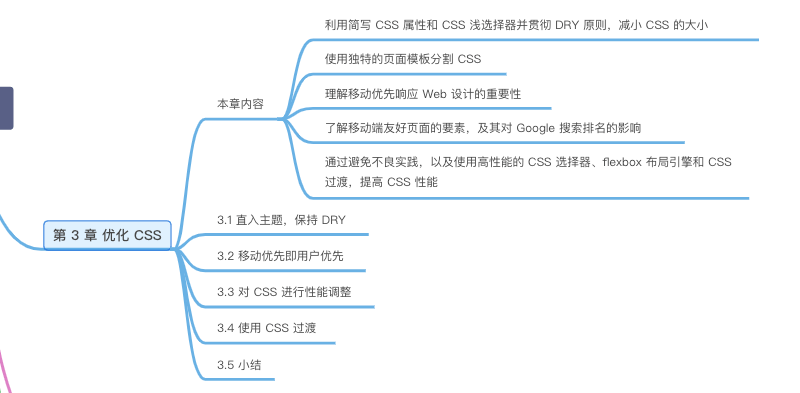 利用简写 CSS 属性和 CSS 浅选择器并贯彻 DRY 原则，减小 CSS 的大小
使用独特的页面模板分割 CSS
理解移动优先响应 Web 设计的重要性
本章内容
了解移动端友好页面的要素，及其对 Google 搜索排名的影响
通过避免不良实践，以及使用高性能的 CSS 选择器、flexbox 布局引擎和 CSS
过渡，提高 CSS 性能
第 3 章 优化 CSS
3.1 直入主题，保持 DRY
3.2 移动优先即用户优先
3.3 对 CSS 进行性能调整
3.4 使用 CSS 过渡
3.5 小结